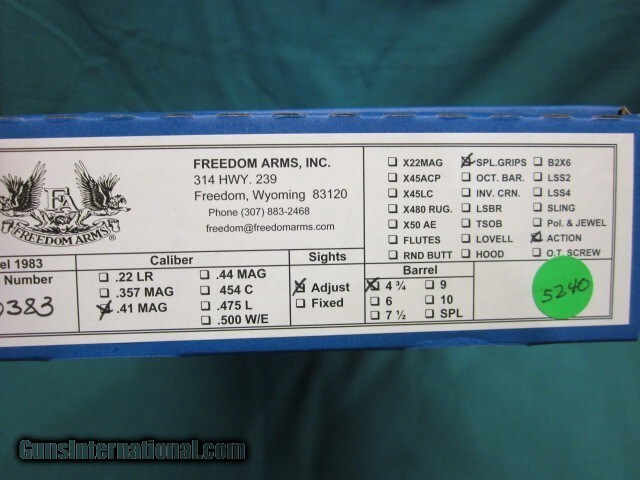 FREEDOM ARMS, INC.
314 HWY. 239
Freedom, Wyoming 83120
Phone (307) 883-2468
freedom@freedomarms.com
FA
FREEDOM ARMS®
X22MAG SPL.GRIPS B2X6
X45ACP OCT. BAR. LSS2
X45LC INV. CRN. LSS4
X480 RUG. LSBR SLING
X50 AE TSOB Pol. & JEWEL
FLUTES LOVELL ACTION
RND BUTT HOOD O.T. SCREW
1983 Caliber Sights Barrel
Number .22 LR .44 MAG Adjust 4 ¾ 9
383 .357 MAG 454 C Fixed 6 10
.41 MAG .475 L 7 ½ SPL
.500 W/E
5240
GunsInternational.com